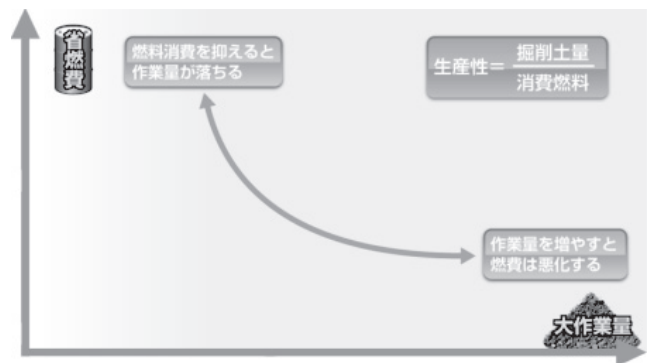 省燃費
燃料消費を抑えると
作業量が落ちる
生産性＝掘削土量
消費燃料
作業量を増やすと
燃費は悪化する
大作業量